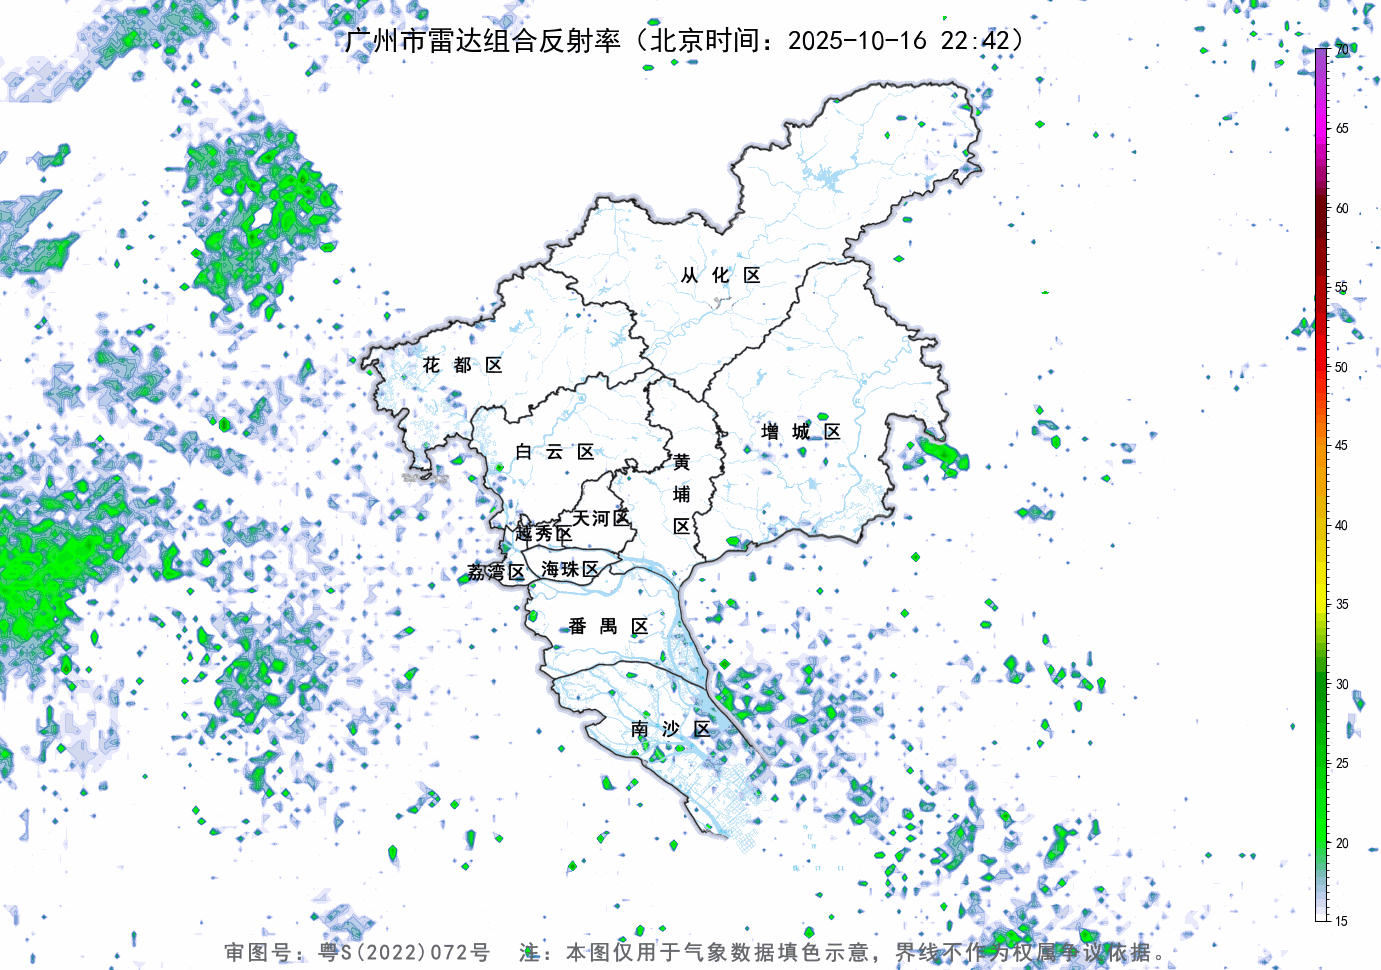 广州市雷达组合反射率（北京时间：2025-10-16 22:42）
70
65
60
55
50
45
40
35
30
25
20
15
从化区
花都区
增城区
白云区
黄埔区
天河区
越秀区
荔湾区
海珠区
番禺区
南沙区
审图号：粤S(2022)072号 注：本图仅用于气象数据填色示意，界线不作为权属争议依据。